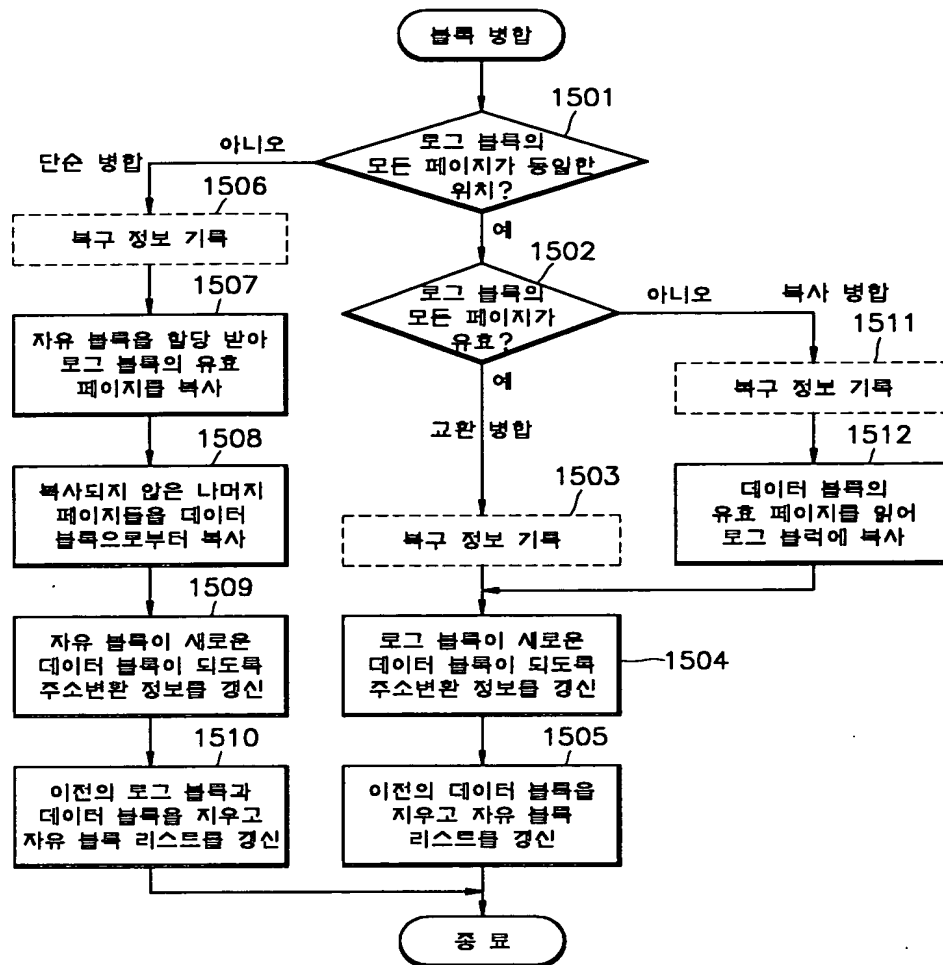 블록 병합
1501
로그 블록의
모든 페이지가 동일한
위치?
아니오
단순 병합
예
1506
복구 정보 기록
1502
로그 블록의
모든 페이지가
유효?
아니오
복사 병합
예
교환 병합
1511
복구 정보 기록
1507
자유 블록을 할당 받아
로그 블록의 유효
페이지를 복사
1512
데이터 블록의
유효 페이지를 읽어
로그 블럭에 복사
1508
복사되지 않은 나머지
페이지들을 데이터
블록으로부터 복사
1503
복구 정보 기록
1509
자유 블록이 새로운
데이터 블록이 되도록
주소변환 정보를 갱신
1504
로그 블록이 새로운
데이터 블록이 되도록
주소변환 정보를 갱신
1510
이전의 로그 블록과
데이터 블록을 지우고
자유 블록 리스트를 갱신
1505
이전의 데이터 블록을
지우고 자유 블록
리스트를 갱신
종 료